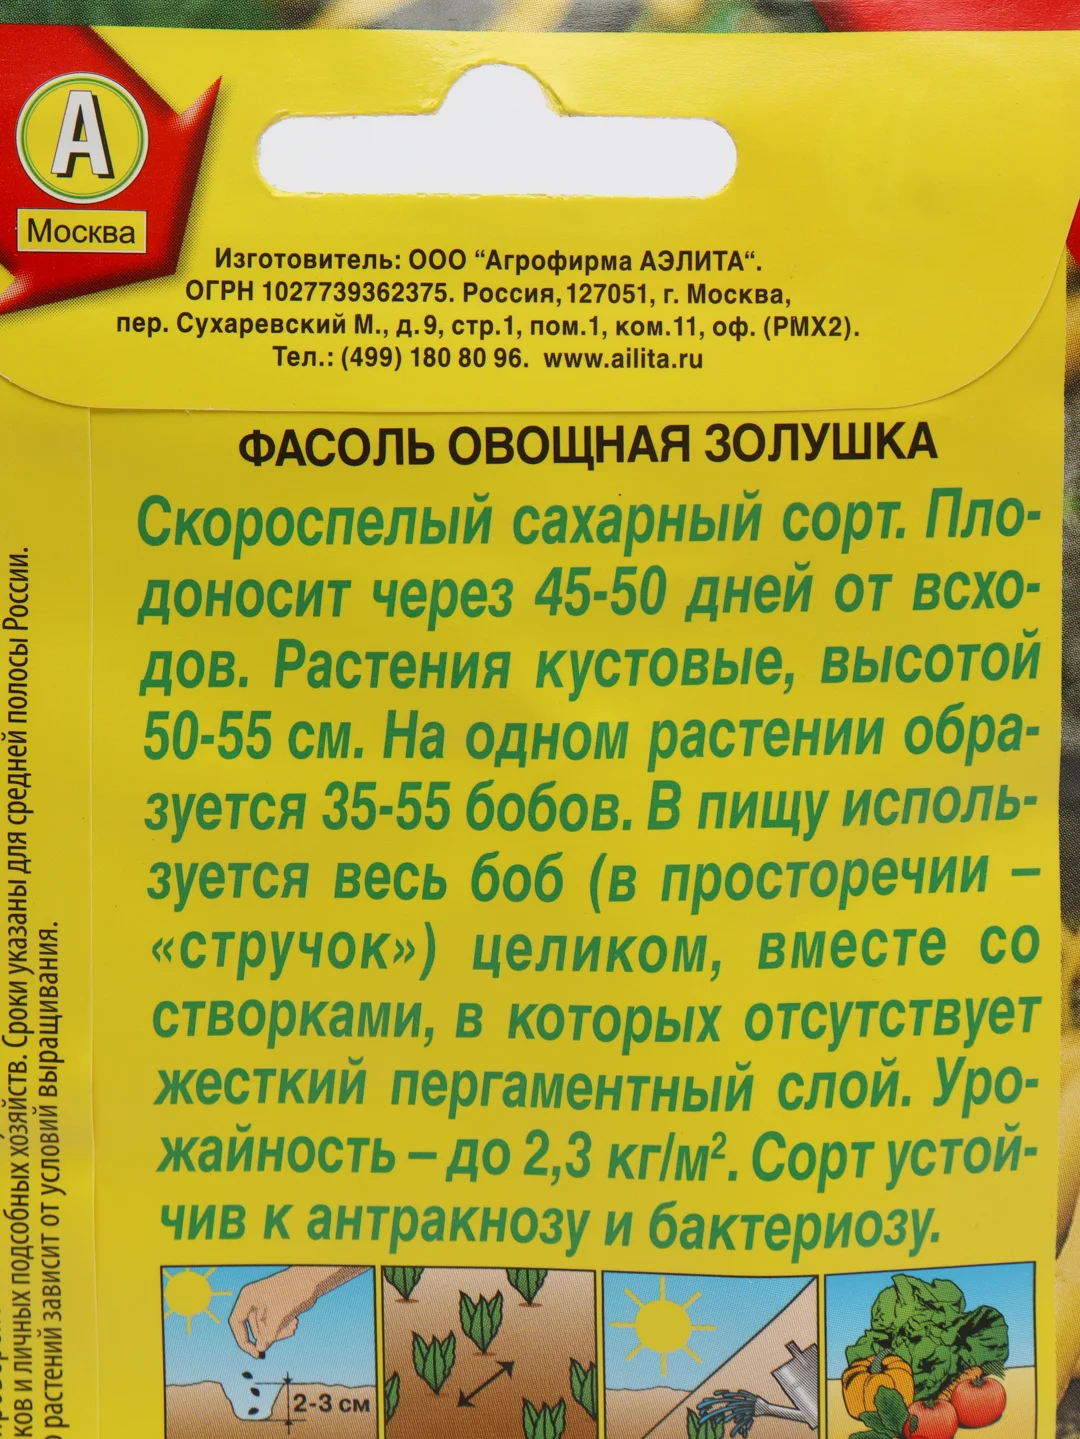 А
Москва
Изготовитель: ООО “Агрофирма АЭЛИТА“.
ОГРН 1027739362375. Россия, 127051, г. Москва,
пер. Сухаревский М., д.9, стр.1, пом.1, ком.11, оф. (РМХ2).
Тел.: (499) 180 80 96. www.ailita.ru
ФАСОЛЬ ОВОЩНАЯ ЗОЛУШКА
Скороспелый сахарный сорт. Пло-
доносит через 45-50 дней от всхо-
дов. Растения кустовые, высотой
50-55 см. На одном растении обра-
зуется 35-55 бобов. В пищу исполь-
зуется весь боб (в просторечии –
«стручок») целиком, вместе со
створками, в которых отсутствует
жесткий пергаментный слой. Уро-
жайность – до 2,3 кг/м². Сорт устой-
чив к антракнозу и бактериозу.
2-3 см
и личных подсобных хозяйств. Сроки указаны для средней полосы России.
растений зависит от условий выращивания.